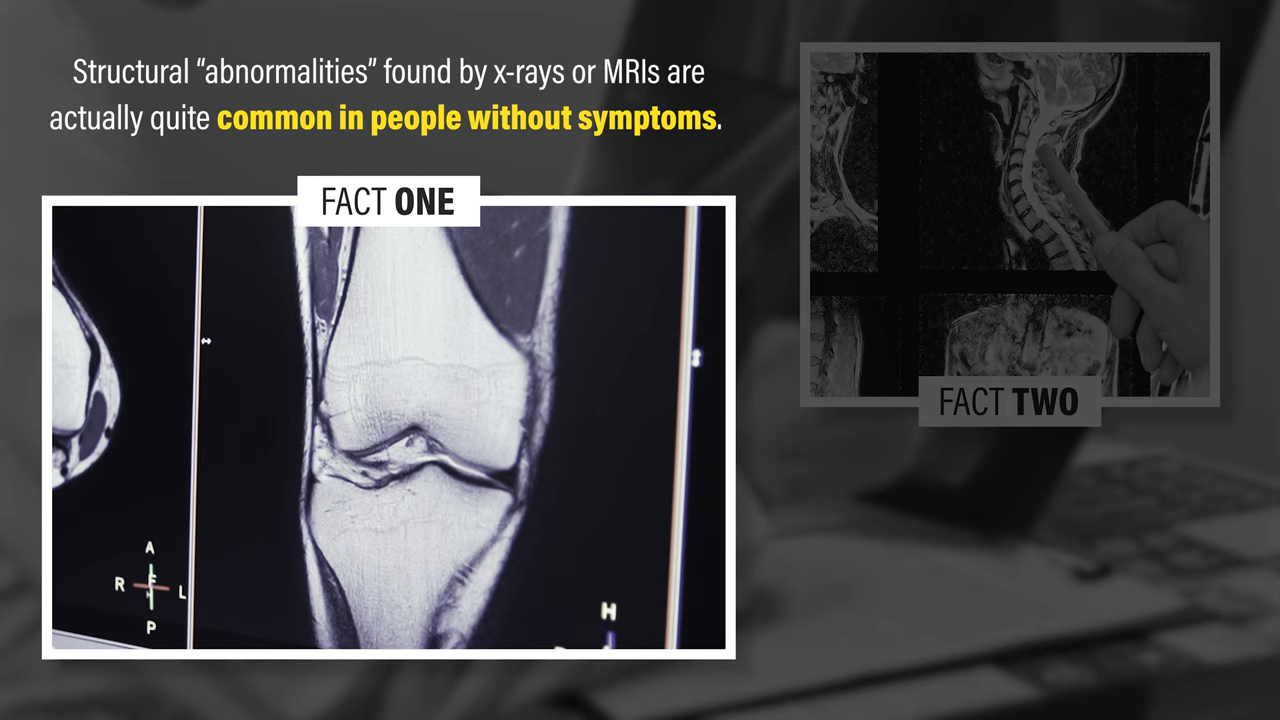 Structural “abnormalities” found by x-rays or MRIs are
actually quite common in people without symptoms.
FACT ONE
A
R
F
L
P
H
FACT TWO